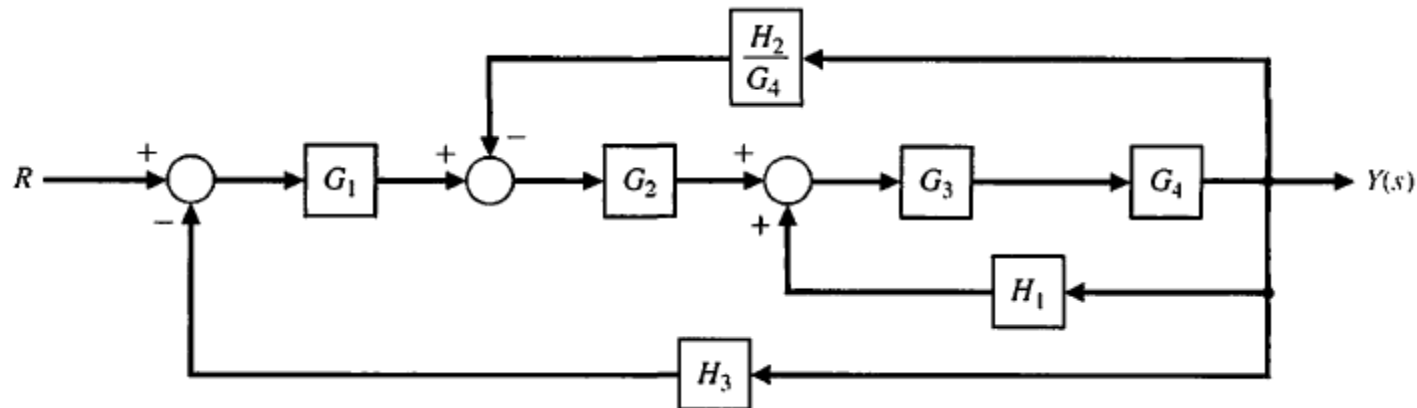 H₂
G₄
−
+ + +
R G₁ G₂ G₃ G₄ Y(s)
− +
H₁
H₃